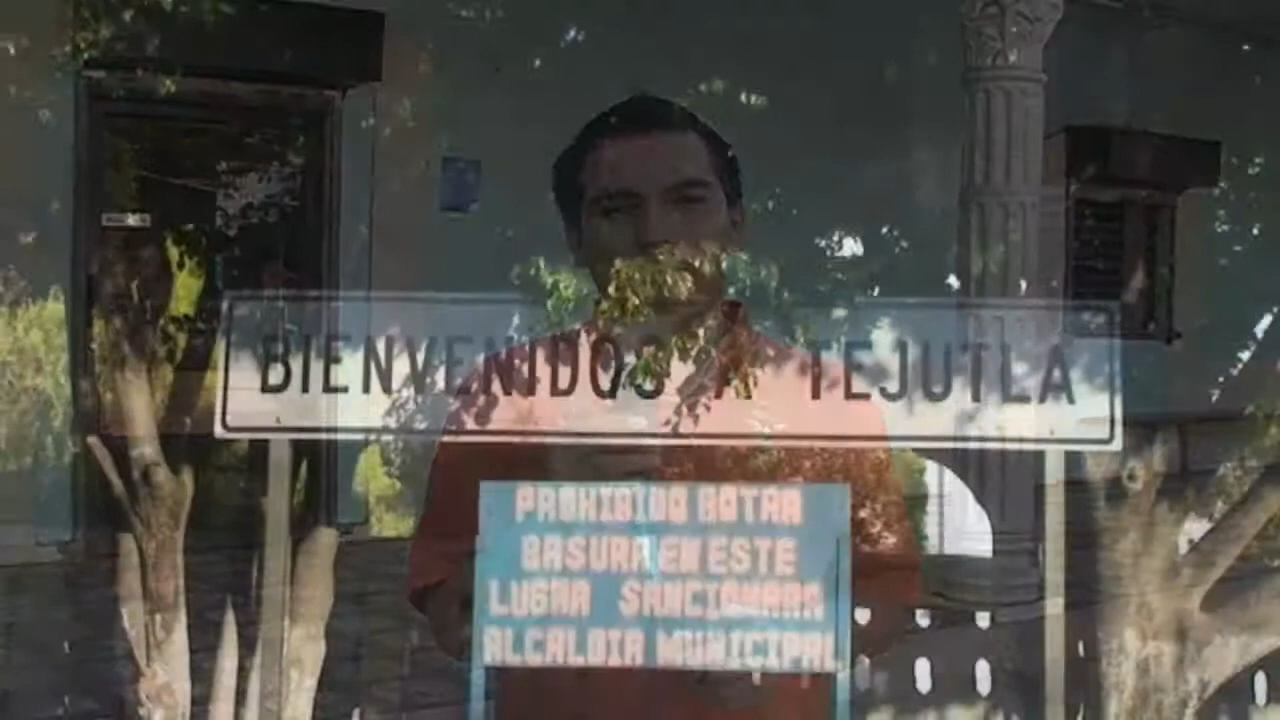 BIENVENIDOS A TEJUTLA
PROHIBIDO BOTAR
BASURA EN ESTE
LUGAR SANCIONARA
ALCALDIA MUNICIPAL